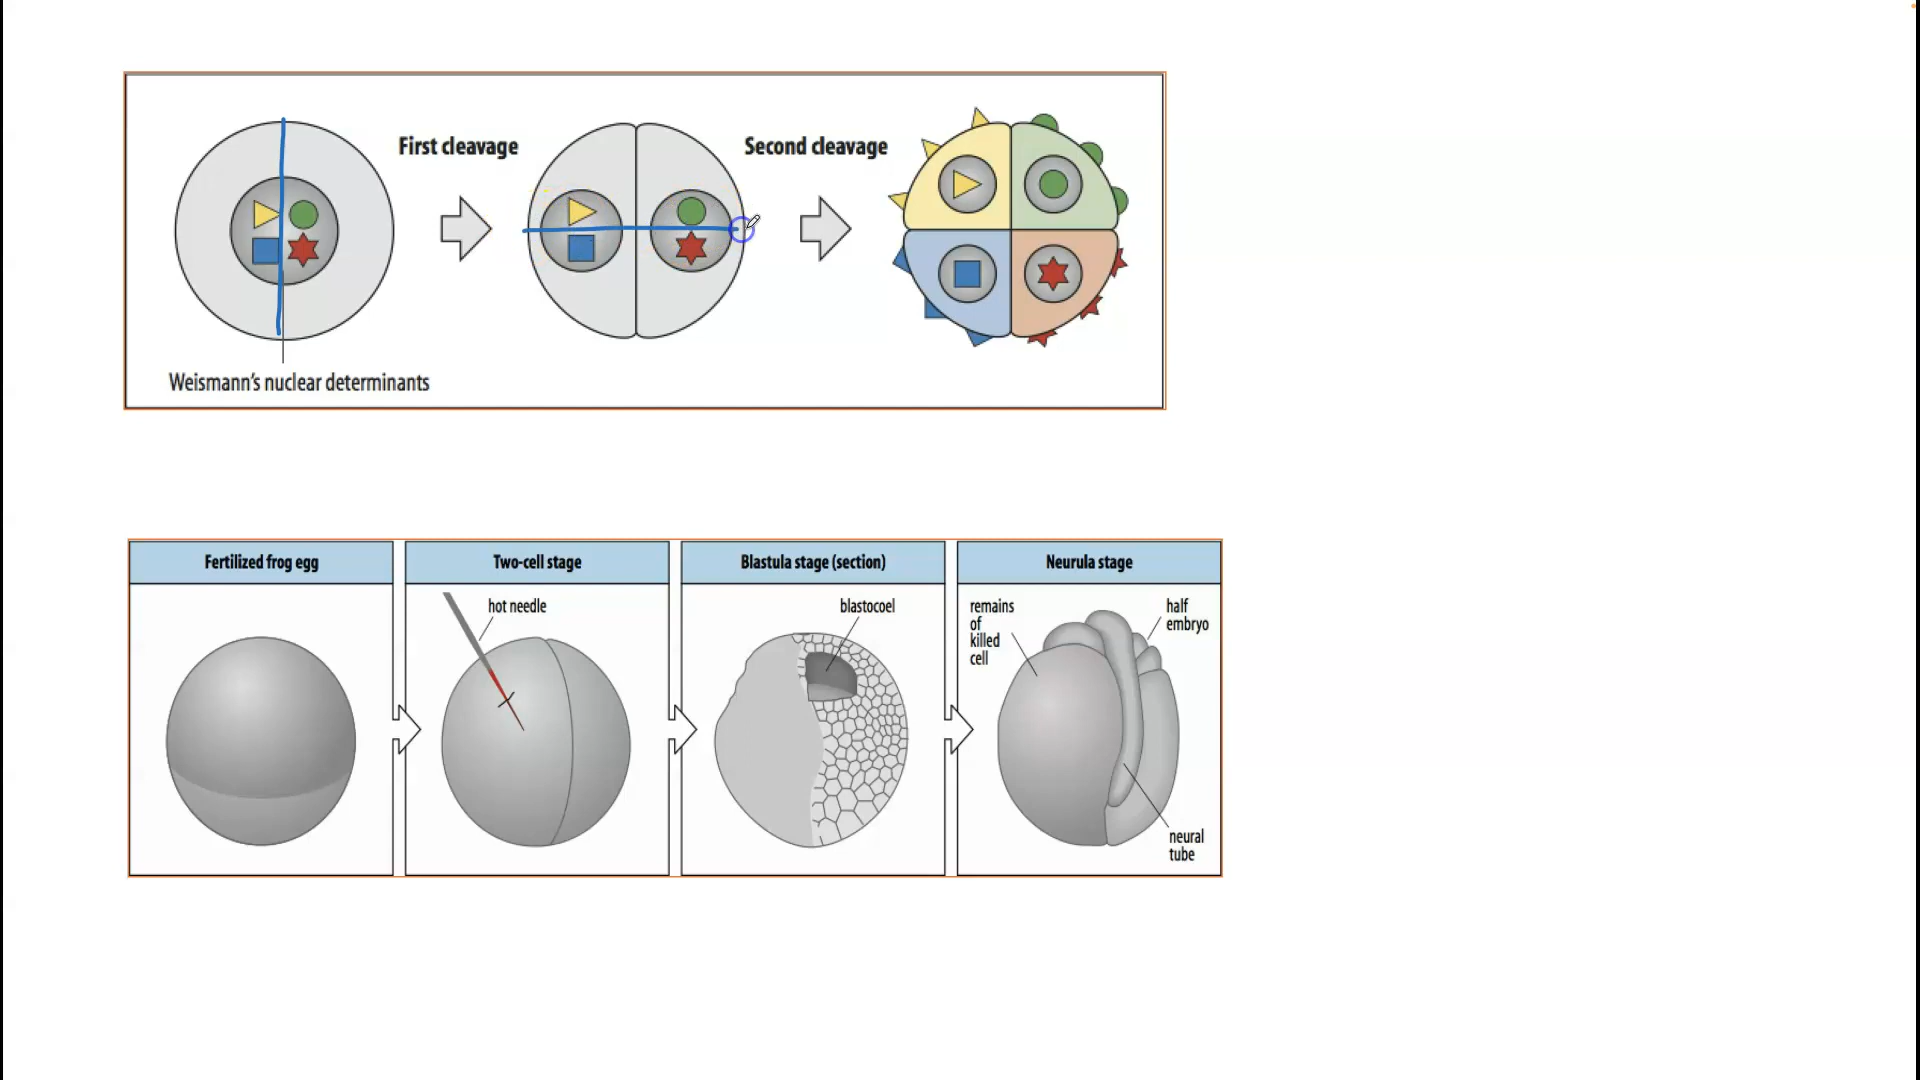 First cleavage
Second cleavage
Weismann's nuclear determinants
Fertilized frog egg
Two-cell stage
Blastula stage (section)
Neurula stage
hot needle
blastocoel
remains
of
killed
cell
half
embryo
neural
tube